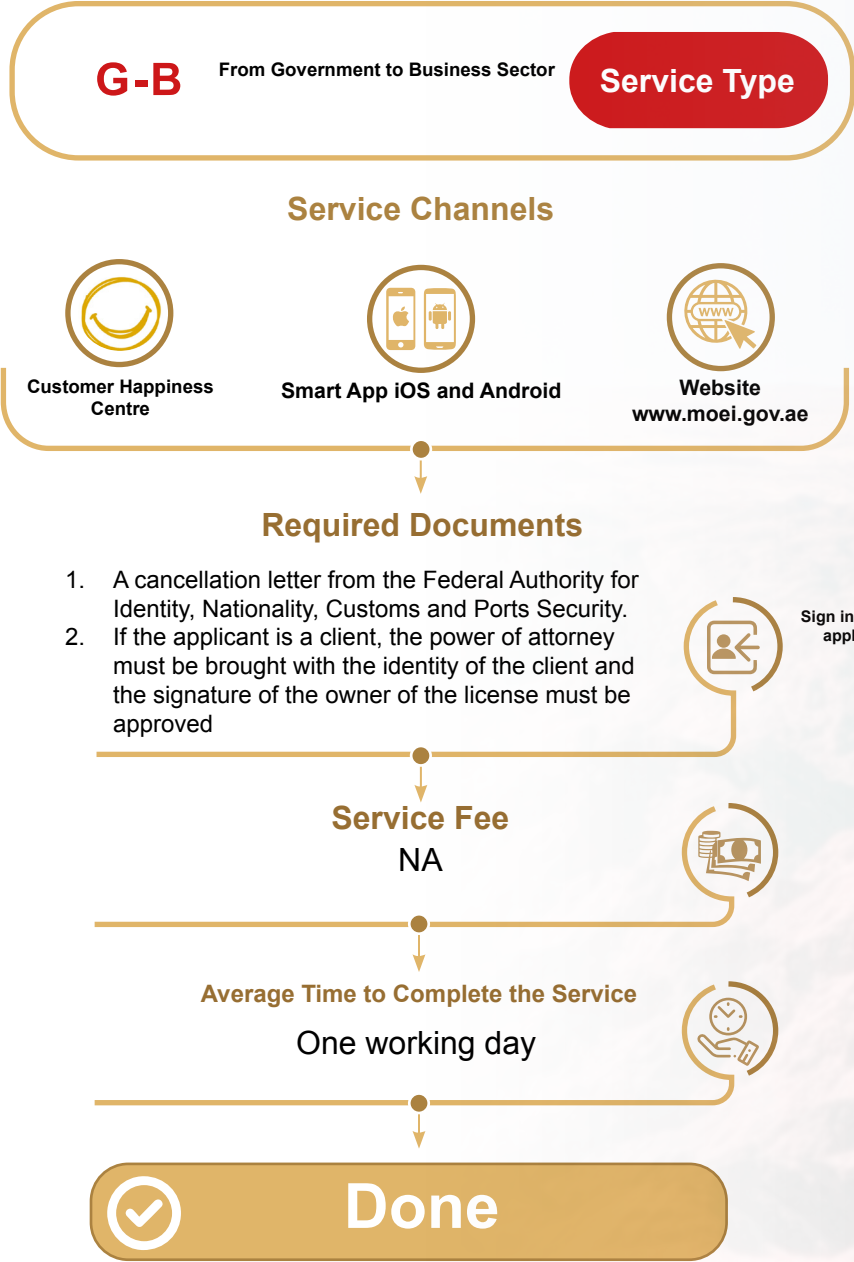 G-B
From Government to Business Sector
Service Type
Service Channels
Customer Happiness
Centre
Smart App iOS and Android
WWW
Website
www.moei.gov.ae
Required Documents
1. A cancellation letter from the Federal Authority for
Identity, Nationality, Customs and Ports Security.
2. If the applicant is a client, the power of attorney
must be brought with the identity of the client and
the signature of the owner of the license must be
approved
Sign in
appl
Service Fee
NA
Average Time to Complete the Service
One working day
Done